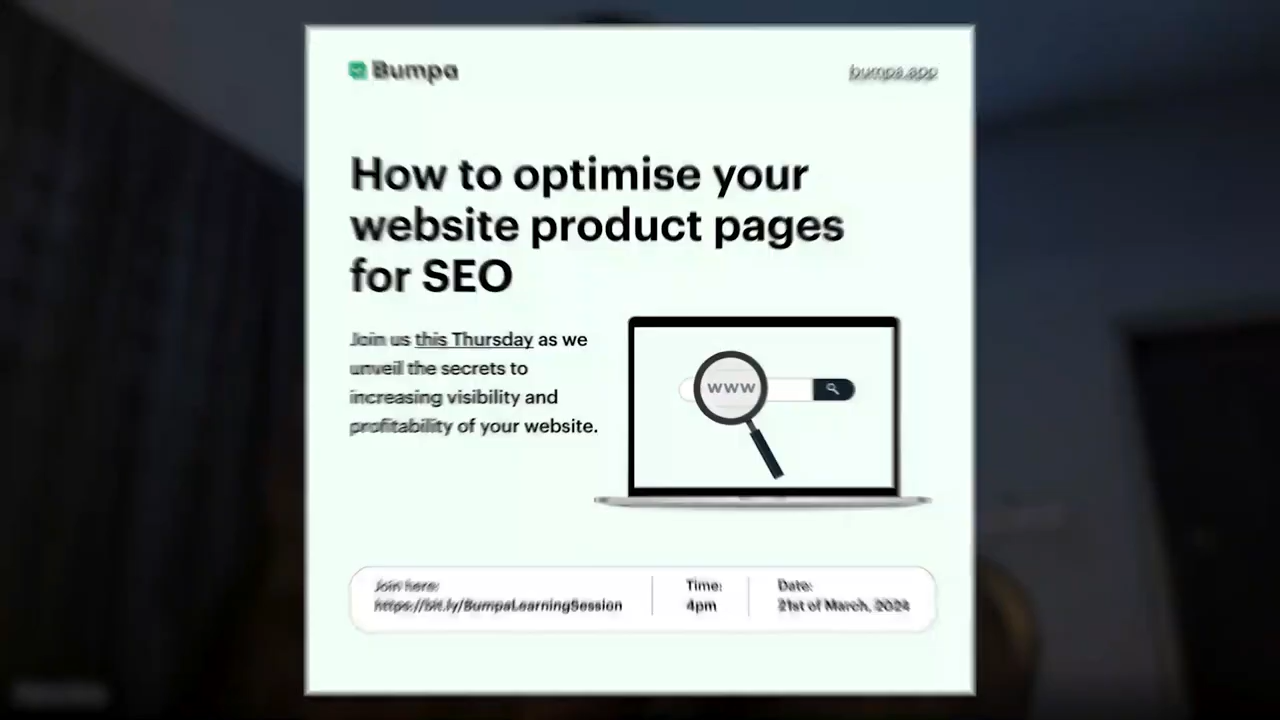 Bumpa
bumpa.app
How to optimise your
website product pages
for SEO
Join us this Thursday as we
unveil the secrets to
increasing visibility and
profitability of your website.
www
Join here:
https://bit.ly/BumpaLearningSession
Time:
4pm
Date:
21st of March, 2024